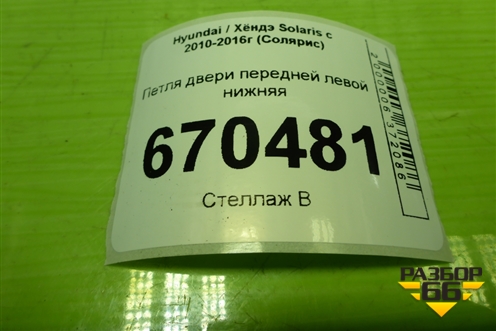 Hyundai / Хёндэ Solaris с
2010-2016г (Солярис)
Петля двери передней левой
нижняя
670481
Стеллаж В
2000006372086
РАЗБОР
66